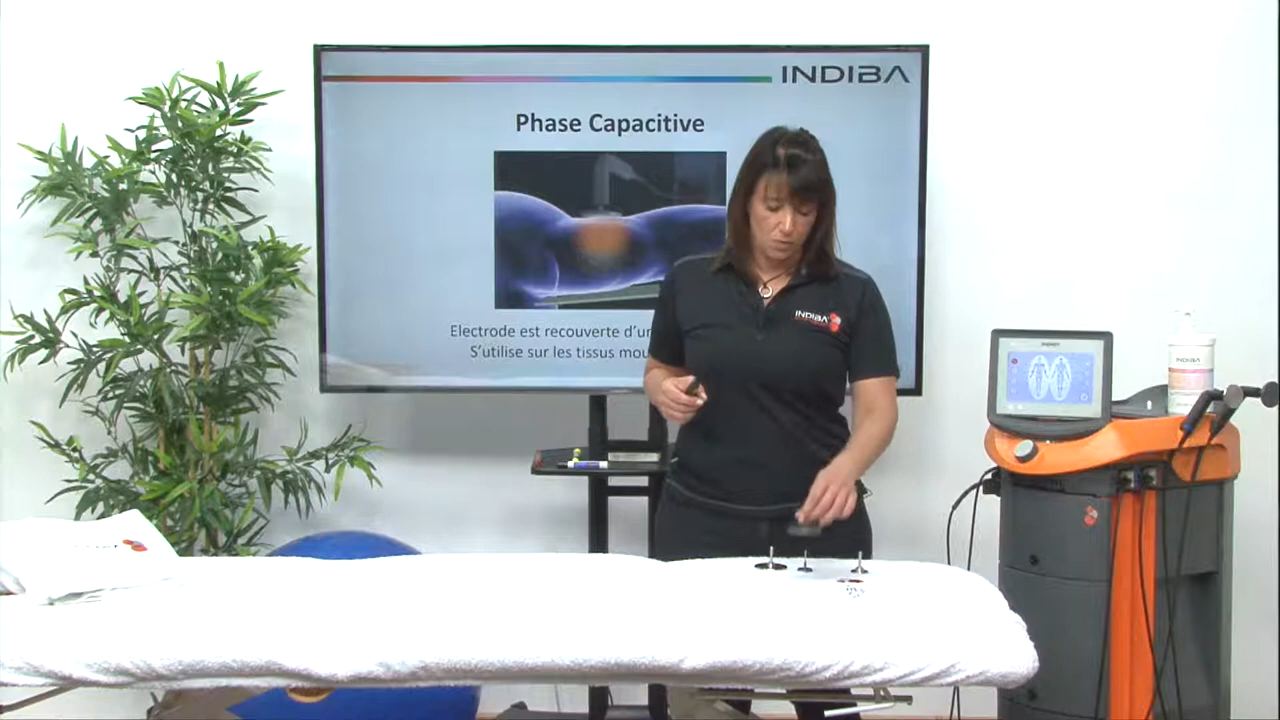 INDIBA
Phase Capacitive
Electrode est recouverte d'un
S'utilise sur les tissus mou
INDIBA
INDIBA